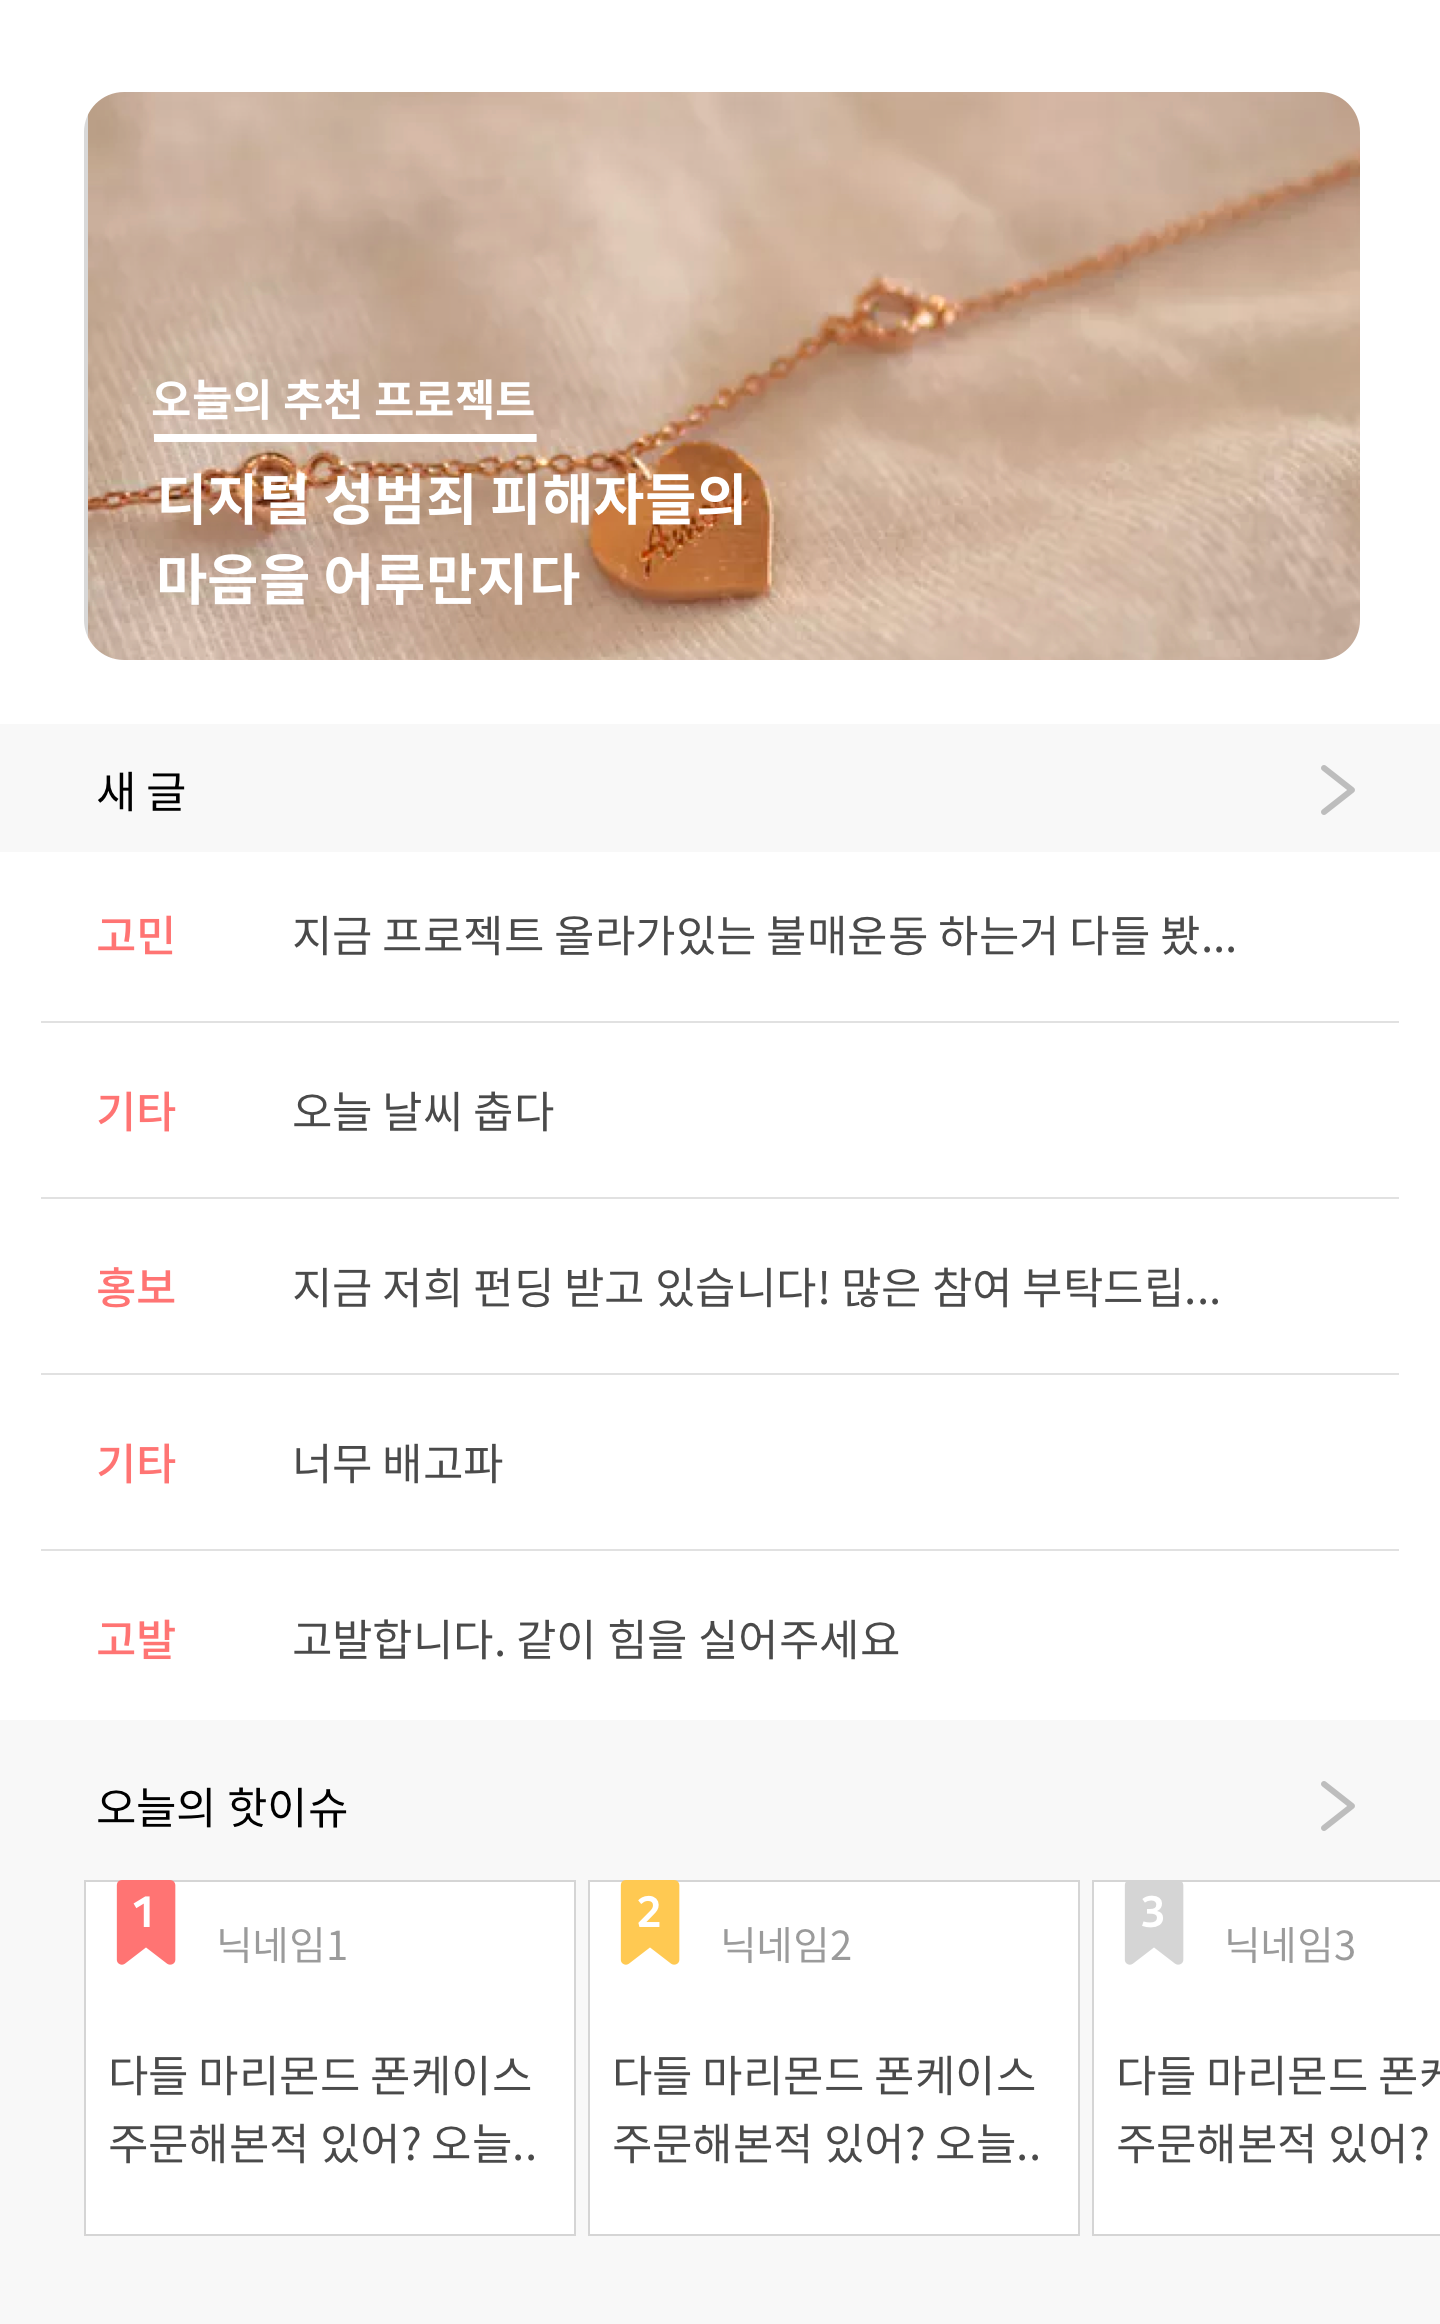 오늘의 추천 프로젝트
디지털 성범죄 피해자들의
마음을 어루만지다
새 글
고민 지금 프로젝트 올라가있는 불매운동 하는거 다들 봤...
기타 오늘 날씨 춥다
홍보 지금 저희 펀딩 받고 있습니다! 많은 참여 부탁드립...
기타 너무 배고파
고발 고발합니다. 같이 힘을 실어주세요
오늘의 핫이슈
1 닉네임1
다들 마리몬드 폰케이스
주문해본적 있어? 오늘..
2 닉네임2
다들 마리몬드 폰케이스
주문해본적 있어? 오늘..
3 닉네임3
다들 마리몬드
주문해본적 있어?